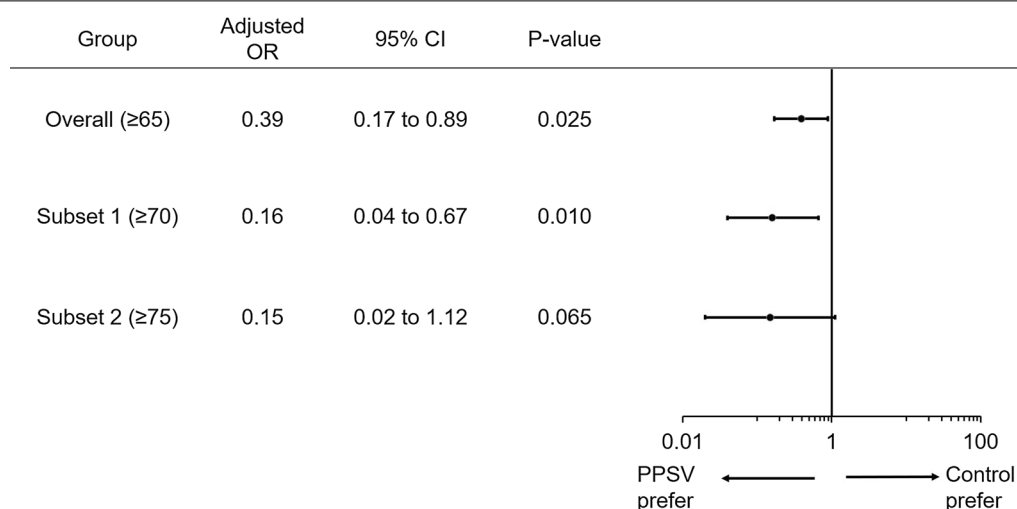 Group Adjusted OR 95% CI P-value
Overall (≥65) 0.39 0.17 to 0.89 0.025
Subset 1 (≥70) 0.16 0.04 to 0.67 0.010
Subset 2 (≥75) 0.15 0.02 to 1.12 0.065
0.01 1 100
PPSV prefer Control prefer